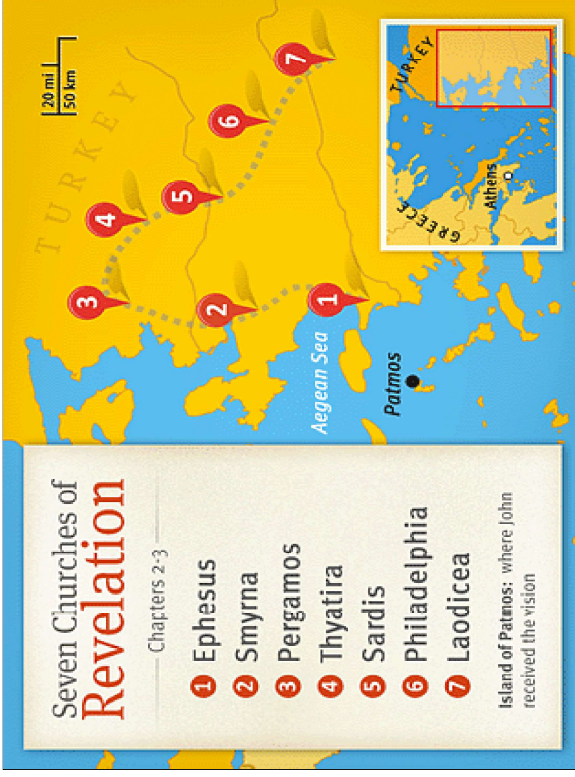 Seven Churches of
Revelation
Chapters 2-3
1 Ephesus
2 Smyrna
3 Pergamos
4 Thyatira
5 Sardis
6 Philadelphia
7 Laodicea
Island of Patmos: where John
received the vision
20 mi
50 km
TURKEY
1
2
3
4
5
6
7
Aegean Sea
Patmos
TURKEY
GREECE
Athens